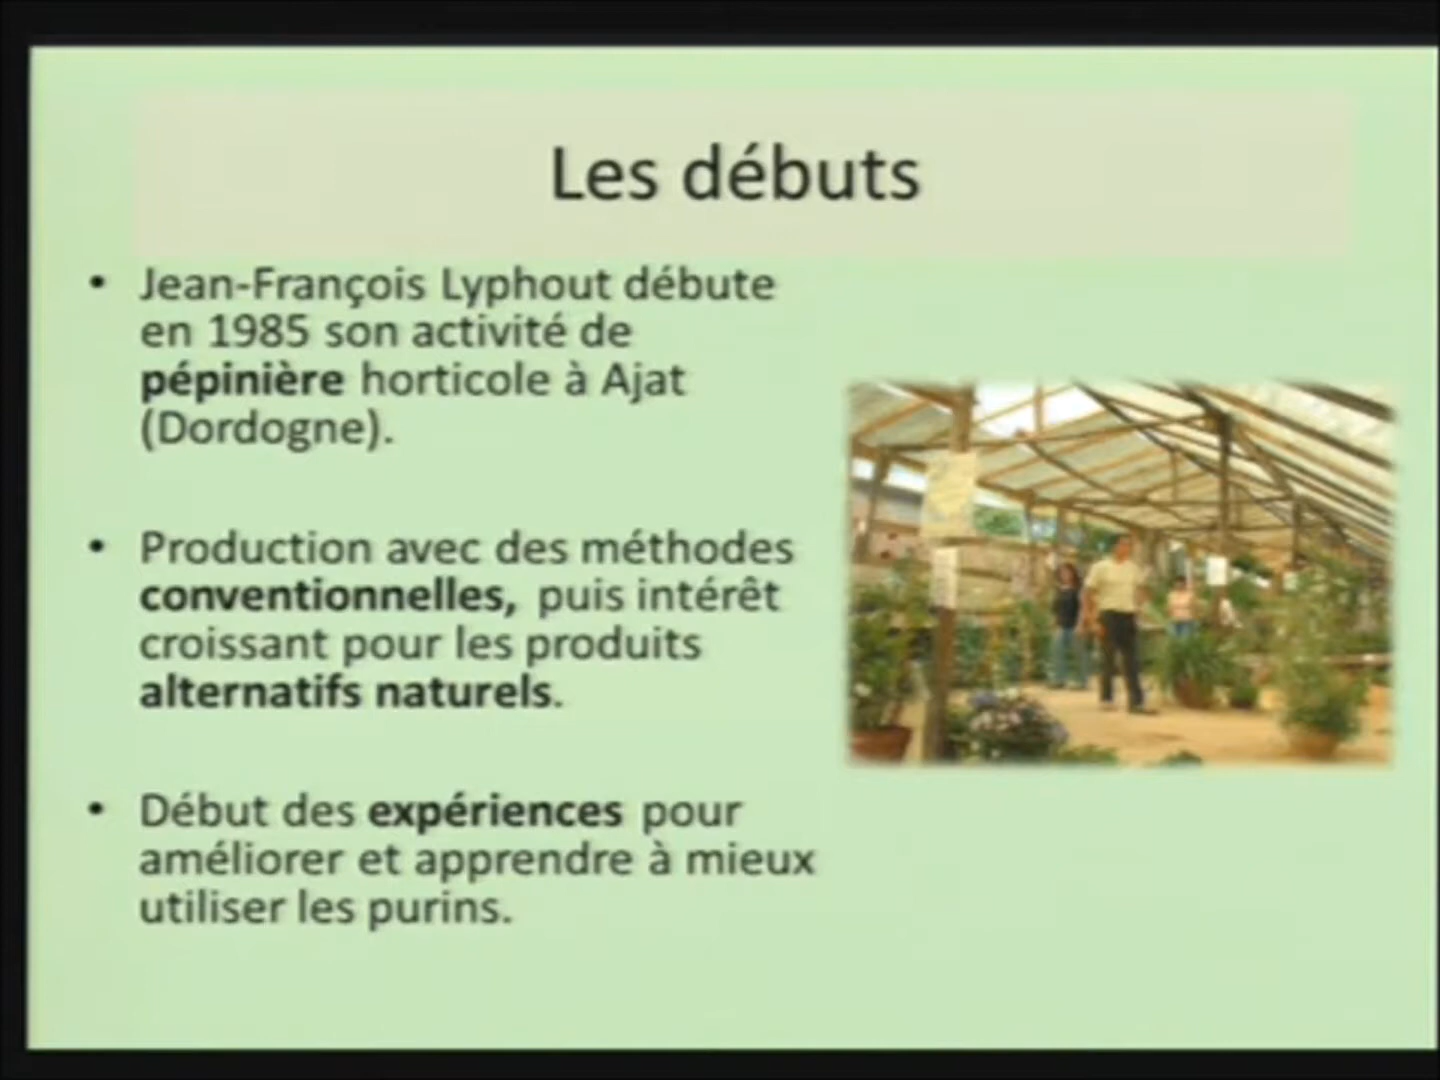 Les débuts
• Jean-François Lyphout débute
en 1985 son activité de
pépinière horticole à Ajat
(Dordogne).
• Production avec des méthodes
conventionnelles, puis intérêt
croissant pour les produits
alternatifs naturels.
• Début des expériences pour
améliorer et apprendre à mieux
utiliser les purins.